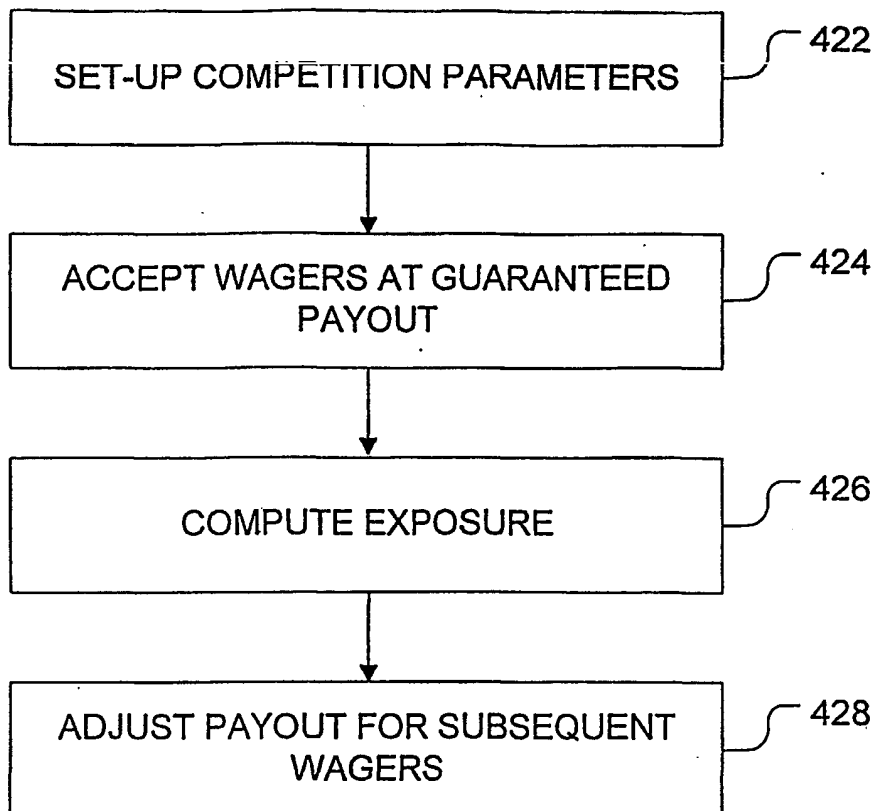 422
SET-UP COMPETITION PARAMETERS
424
ACCEPT WAGERS AT GUARANTEED
PAYOUT
426
COMPUTE EXPOSURE
428
ADJUST PAYOUT FOR SUBSEQUENT
WAGERS